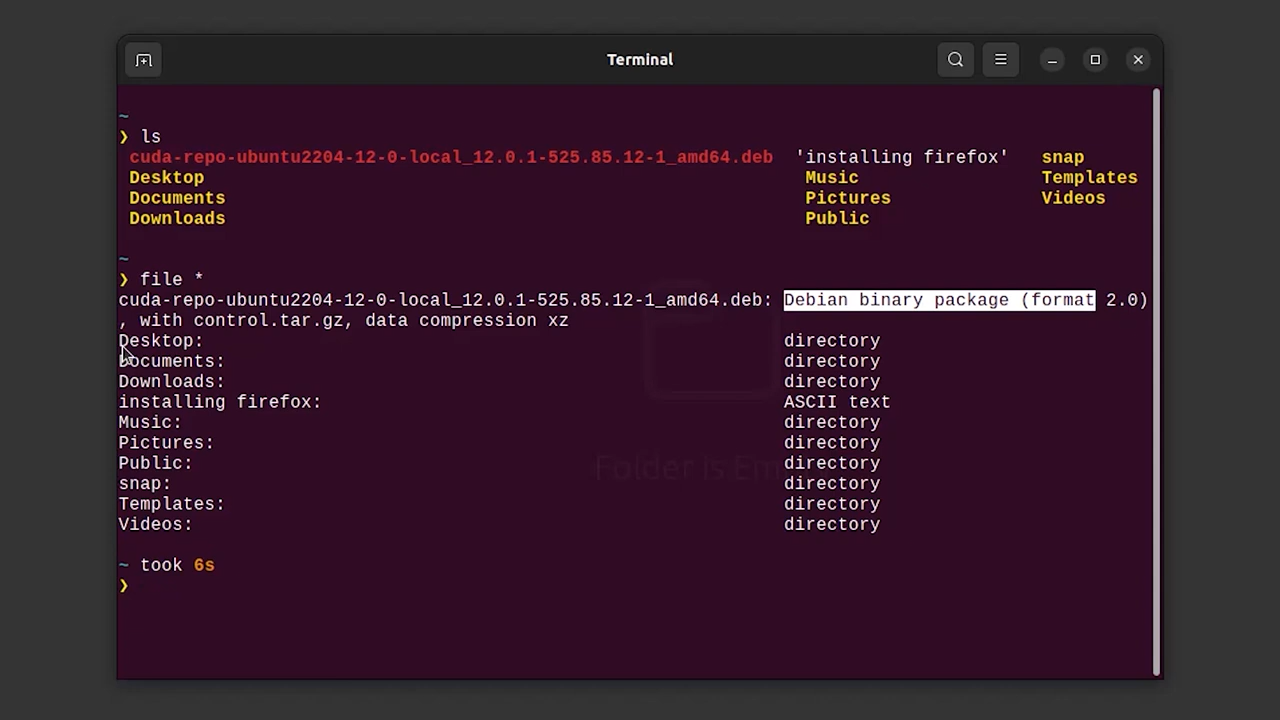 Terminal
~
❯ ls
cuda-repo-ubuntu2204-12-0-local_12.0.1-525.85.12-1_amd64.deb 'installing firefox' snap
Desktop Music Templates
Documents Pictures Videos
Downloads Public
~
❯ file *
cuda-repo-ubuntu2204-12-0-local_12.0.1-525.85.12-1_amd64.deb: Debian binary package (format 2.0)
, with control.tar.gz, data compression xz
Desktop: directory
Documents: directory
Downloads: directory
installing firefox: ASCII text
Music: directory
Pictures: directory
Public: directory
Folder is Em
snap: directory
Templates: directory
Videos: directory
~ took 6s
❯